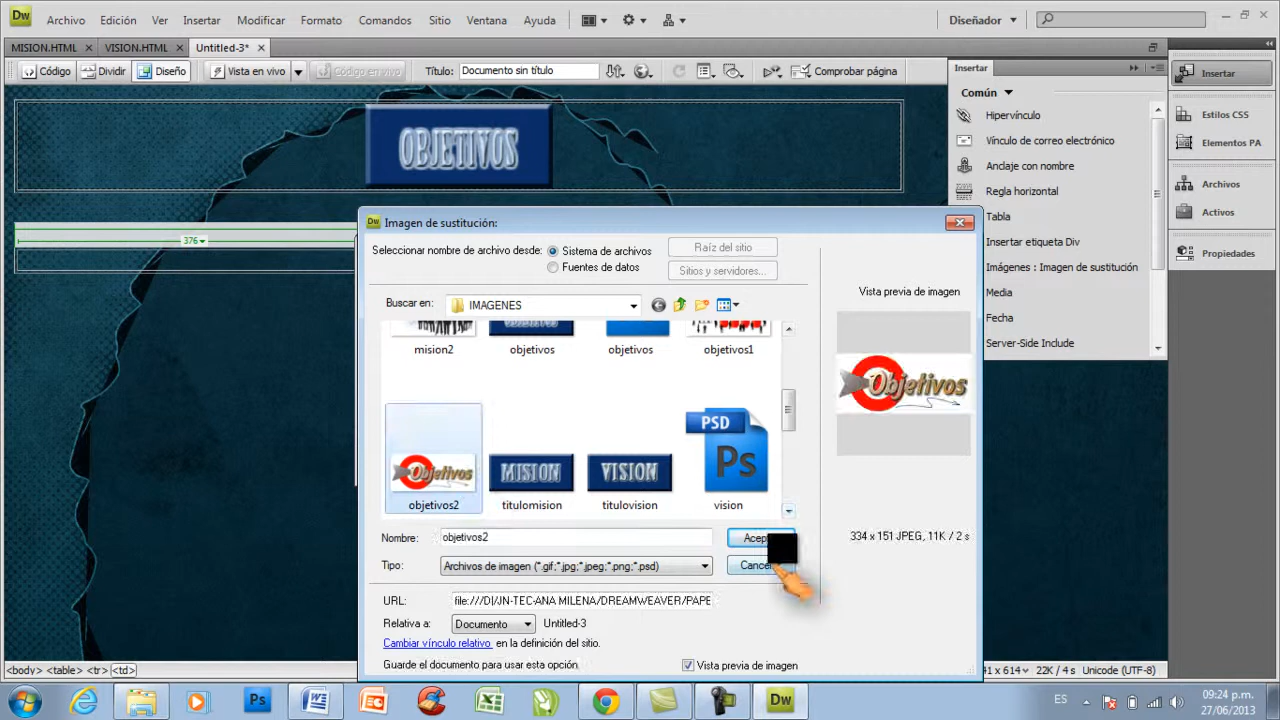 Dw Archivo Edición Ver Insertar Modificar Formato Comandos Sitio Ventana Ayuda Diseñador
MISION.HTML VISION.HTML Untitled-3*
Código Dividir Diseño Vista en vivo Código en vivo Título: Documento sin título Comprobar página
Insertar
Común
Hipervínculo
Vínculo de correo electrónico
Anclaje con nombre
Regla horizontal
Tabla
Insertar etiqueta Div
Imágenes : Imagen de sustitución
Media
Fecha
Server-Side Include
Insertar
Estilos CSS
Elementos PA
Archivos
Activos
Propiedades
OBJETIVOS
376
Dw Imagen de sustitución:
Seleccionar nombre de archivo desde: Sistema de archivos Raíz del sitio
Fuentes de datos Sitios y servidores...
Buscar en: IMAGENES
Vista previa de imagen
mision2 objetivos objetivos objetivos1
Objetivos MISION VISION PSD Ps
objetivos2 titulomision titulovision vision
Objetivos
Nombre: objetivos2
334 x 151 JPEG, 11K / 2 s
Tipo: Archivos de imagen (*.gif;*.jpg;*.jpeg;*.png;*.psd)
URL: file:///D|/JN-TEC-ANA MILENA/DREAMWEAVER/PAPE
Relativa a: Documento Untitled-3
Cambiar vínculo relativo en la definición del sitio.
Guarde el documento para usar esta opción. Vista previa de imagen
<body> <table> <tr> <td> 22K / 4 s Unicode (UTF-8)
Ps Dw ES 09:24 p.m.
27/06/2013